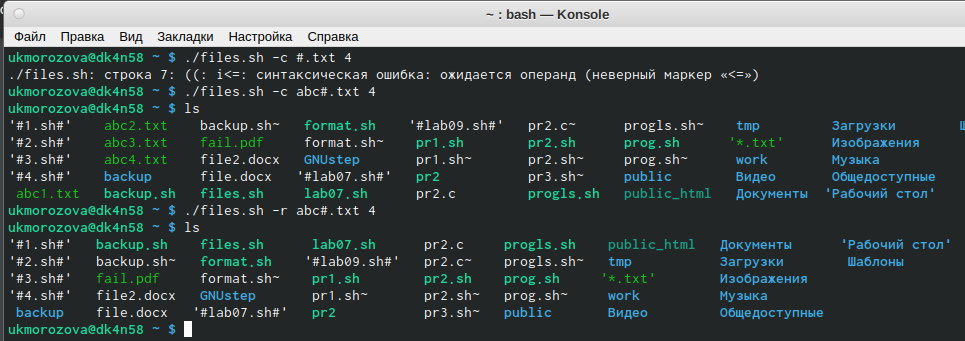 ~ : bash — Konsole
Файл Правка Вид Закладки Настройка Справка
ukmorozova@dk4n58 ~ $ ./files.sh -c #.txt 4
./files.sh: строка 7: ((: i<=: синтаксическая ошибка: ожидается операнд (неверный маркер «<=»)
ukmorozova@dk4n58 ~ $ ./files.sh -c abc#.txt 4
ukmorozova@dk4n58 ~ $ ls
'#1.sh#' abc2.txt backup.sh~ format.sh '#lab09.sh#' pr2.c~ progls.sh~ tmp Загрузки
'#2.sh#' abc3.txt fail.pdf format.sh~ pr1.sh pr2.sh prog.sh '*.txt' Изображения
'#3.sh#' abc4.txt file2.docx GNUstep pr1.sh~ pr2.sh~ prog.sh~ work Музыка
'#4.sh#' backup file.docx '#lab07.sh#' pr2 pr3.sh~ public Видео Общедоступные
abc1.txt backup.sh files.sh lab07.sh pr2.c progls.sh public_html Документы 'Рабочий стол'
ukmorozova@dk4n58 ~ $ ./files.sh -r abc#.txt 4
ukmorozova@dk4n58 ~ $ ls
'#1.sh#' backup.sh files.sh lab07.sh pr2.c progls.sh public_html Документы 'Рабочий стол'
'#2.sh#' backup.sh~ format.sh '#lab09.sh#' pr2.c~ progls.sh~ tmp Загрузки Шаблоны
'#3.sh#' fail.pdf format.sh~ pr1.sh pr2.sh prog.sh '*.txt' Изображения
'#4.sh#' file2.docx GNUstep pr1.sh~ pr2.sh~ prog.sh~ work Музыка
backup file.docx '#lab07.sh#' pr2 pr3.sh~ public Видео Общедоступные
ukmorozova@dk4n58 ~ $